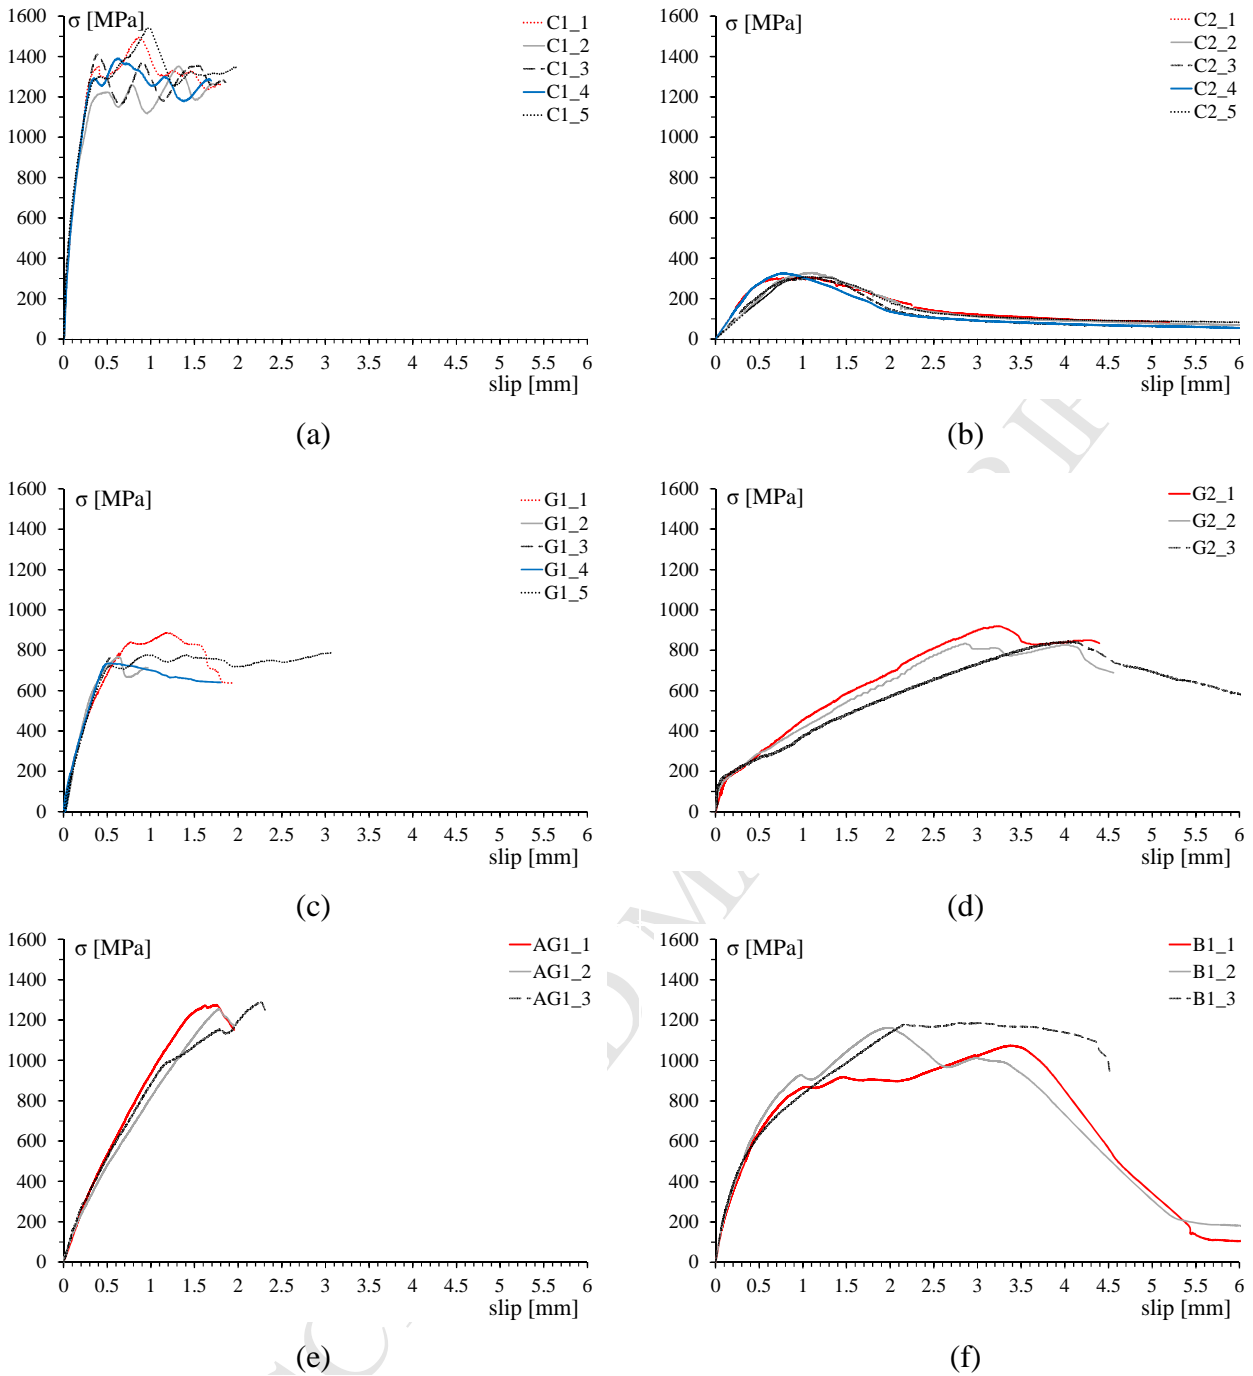 σ [MPa]
1600
1400
1200
1000
800
600
400
200
0
0 0.5 1 1.5 2 2.5 3 3.5 4 4.5 5 5.5 6
slip [mm]
C1_1
C1_2
C1_3
C1_4
C1_5
(a)
σ [MPa]
1600
1400
1200
1000
800
600
400
200
0
0 0.5 1 1.5 2 2.5 3 3.5 4 4.5 5 5.5 6
slip [mm]
C2_1
C2_2
C2_3
C2_4
C2_5
(b)
σ [MPa]
1600
1400
1200
1000
800
600
400
200
0
0 0.5 1 1.5 2 2.5 3 3.5 4 4.5 5 5.5 6
slip [mm]
G1_1
G1_2
G1_3
G1_4
G1_5
(c)
σ [MPa]
1600
1400
1200
1000
800
600
400
200
0
0 0.5 1 1.5 2 2.5 3 3.5 4 4.5 5 5.5 6
slip [mm]
G2_1
G2_2
G2_3
(d)
σ [MPa]
1600
1400
1200
1000
800
600
400
200
0
0 0.5 1 1.5 2 2.5 3 3.5 4 4.5 5 5.5 6
slip [mm]
AG1_1
AG1_2
AG1_3
(e)
σ [MPa]
1600
1400
1200
1000
800
600
400
200
0
0 0.5 1 1.5 2 2.5 3 3.5 4 4.5 5 5.5 6
slip [mm]
B1_1
B1_2
B1_3
(f)